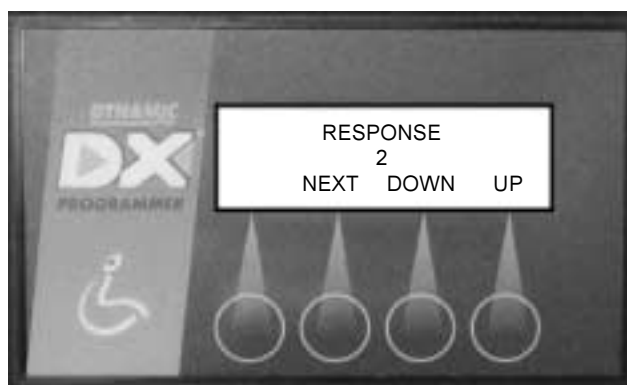 DYNAMIC
DX
PROGRAMMER
RESPONSE
2
NEXT DOWN UP